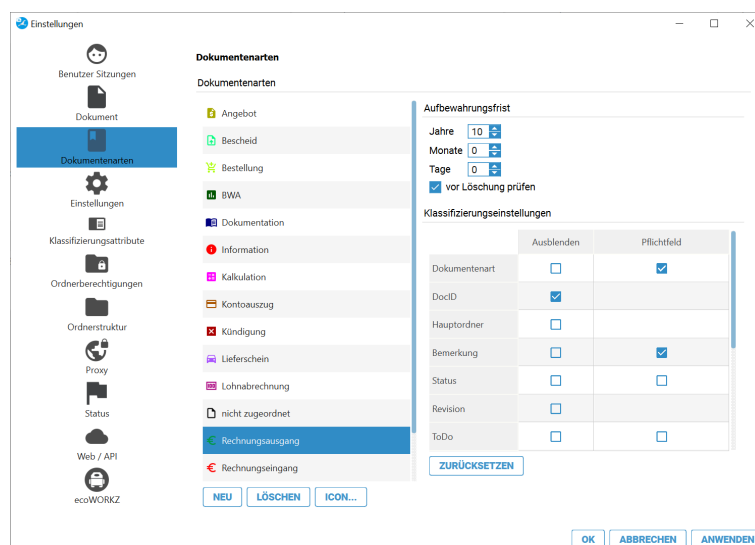 Einstellungen
Benutzer Sitzungen
Dokument
Dokumentenarten
Einstellungen
Klassifizierungsattribute
Ordnerberechtigungen
Ordnerstruktur
Proxy
Status
Web / API
ecoWORKZ
Dokumentenarten
Dokumentenarten
Angebot
Bescheid
Bestellung
BWA
Dokumentation
Information
Kalkulation
Kontoauszug
Kündigung
Lieferschein
Lohnabrechnung
nicht zugeordnet
Rechnungsausgang
Rechnungseingang
NEU LÖSCHEN ICON...
Aufbewahrungsfrist
Jahre 10
Monate 0
Tage 0
vor Löschung prüfen
Klassifizierungseinstellungen
Ausblenden Pflichtfeld
Dokumentenart
DocID
Hauptordner
Bemerkung
Status
Revision
ToDo
ZURÜCKSETZEN
OK ABBRECHEN ANWENDEN